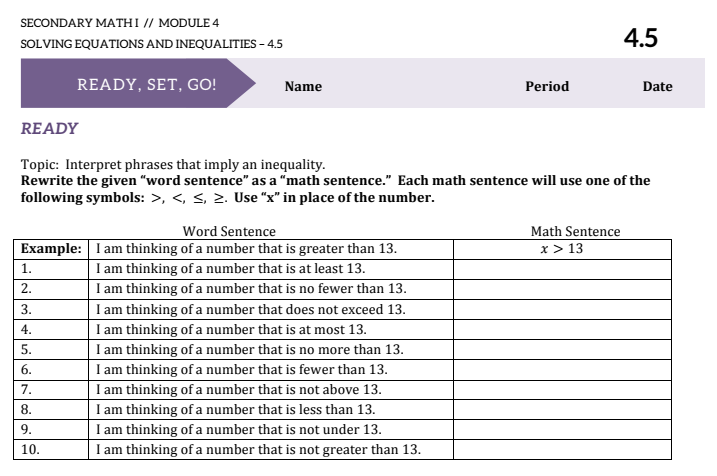 SECONDARY MATH I // MODULE 4
SOLVING EQUATIONS AND INEQUALITIES – 4.5
4.5
READY, SET, GO! Name Period Date
READY
Topic: Interpret phrases that imply an inequality.
Rewrite the given “word sentence” as a “math sentence.” Each math sentence will use one of the
following symbols: >, <, ≤, ≥. Use “x” in place of the number.
Word Sentence Math Sentence
Example: I am thinking of a number that is greater than 13. x > 13
1. I am thinking of a number that is at least 13.
2. I am thinking of a number that is no fewer than 13.
3. I am thinking of a number that does not exceed 13.
4. I am thinking of a number that is at most 13.
5. I am thinking of a number that is no more than 13.
6. I am thinking of a number that is fewer than 13.
7. I am thinking of a number that is not above 13.
8. I am thinking of a number that is less than 13.
9. I am thinking of a number that is not under 13.
10. I am thinking of a number that is not greater than 13.